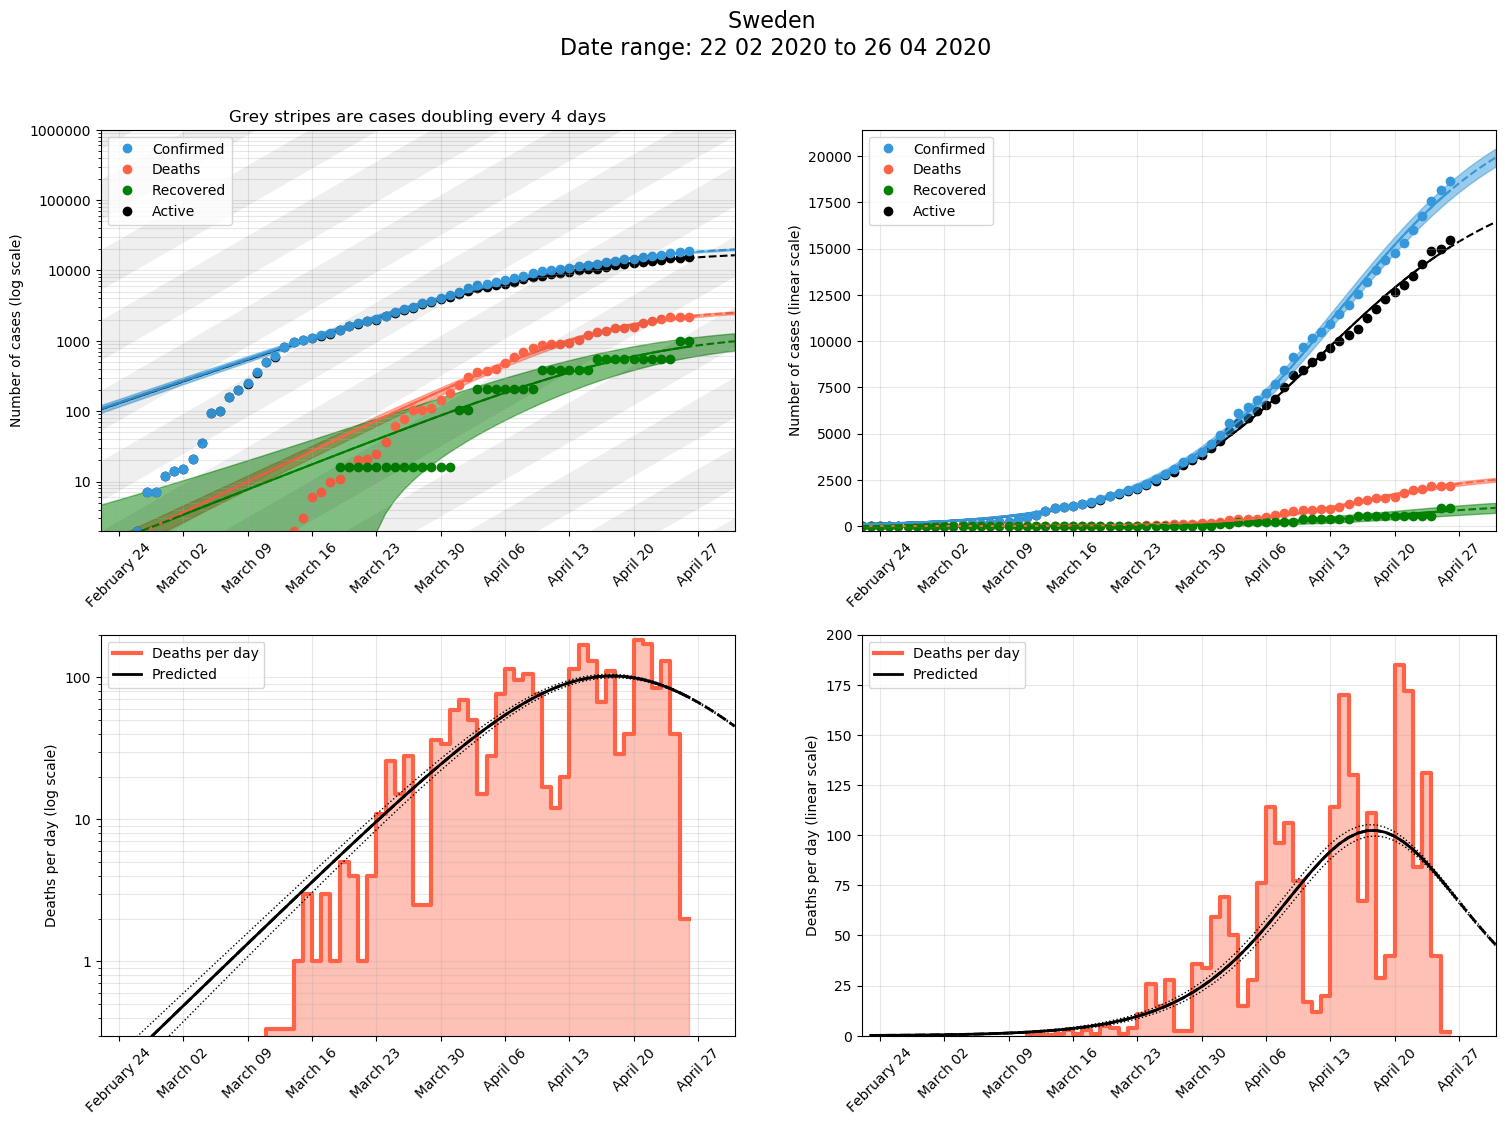 Sweden
Date range: 22 02 2020 to 26 04 2020
Grey stripes are cases doubling every 4 days
Number of cases (log scale)
1000000
100000
10000
1000
100
10
Confirmed
Deaths
Recovered
Active
February 24
March 02
March 09
March 16
March 23
March 30
April 06
April 13
April 20
April 27
Number of cases (linear scale)
20000
17500
15000
12500
10000
7500
5000
2500
0
Confirmed
Deaths
Recovered
Active
February 24
March 02
March 09
March 16
March 23
March 30
April 06
April 13
April 20
April 27
Deaths per day (log scale)
100
10
1
Deaths per day
Predicted
February 24
March 02
March 09
March 16
March 23
March 30
April 06
April 13
April 20
April 27
Deaths per day (linear scale)
200
175
150
125
100
75
50
25
0
Deaths per day
Predicted
February 24
March 02
March 09
March 16
March 23
March 30
April 06
April 13
April 20
April 27